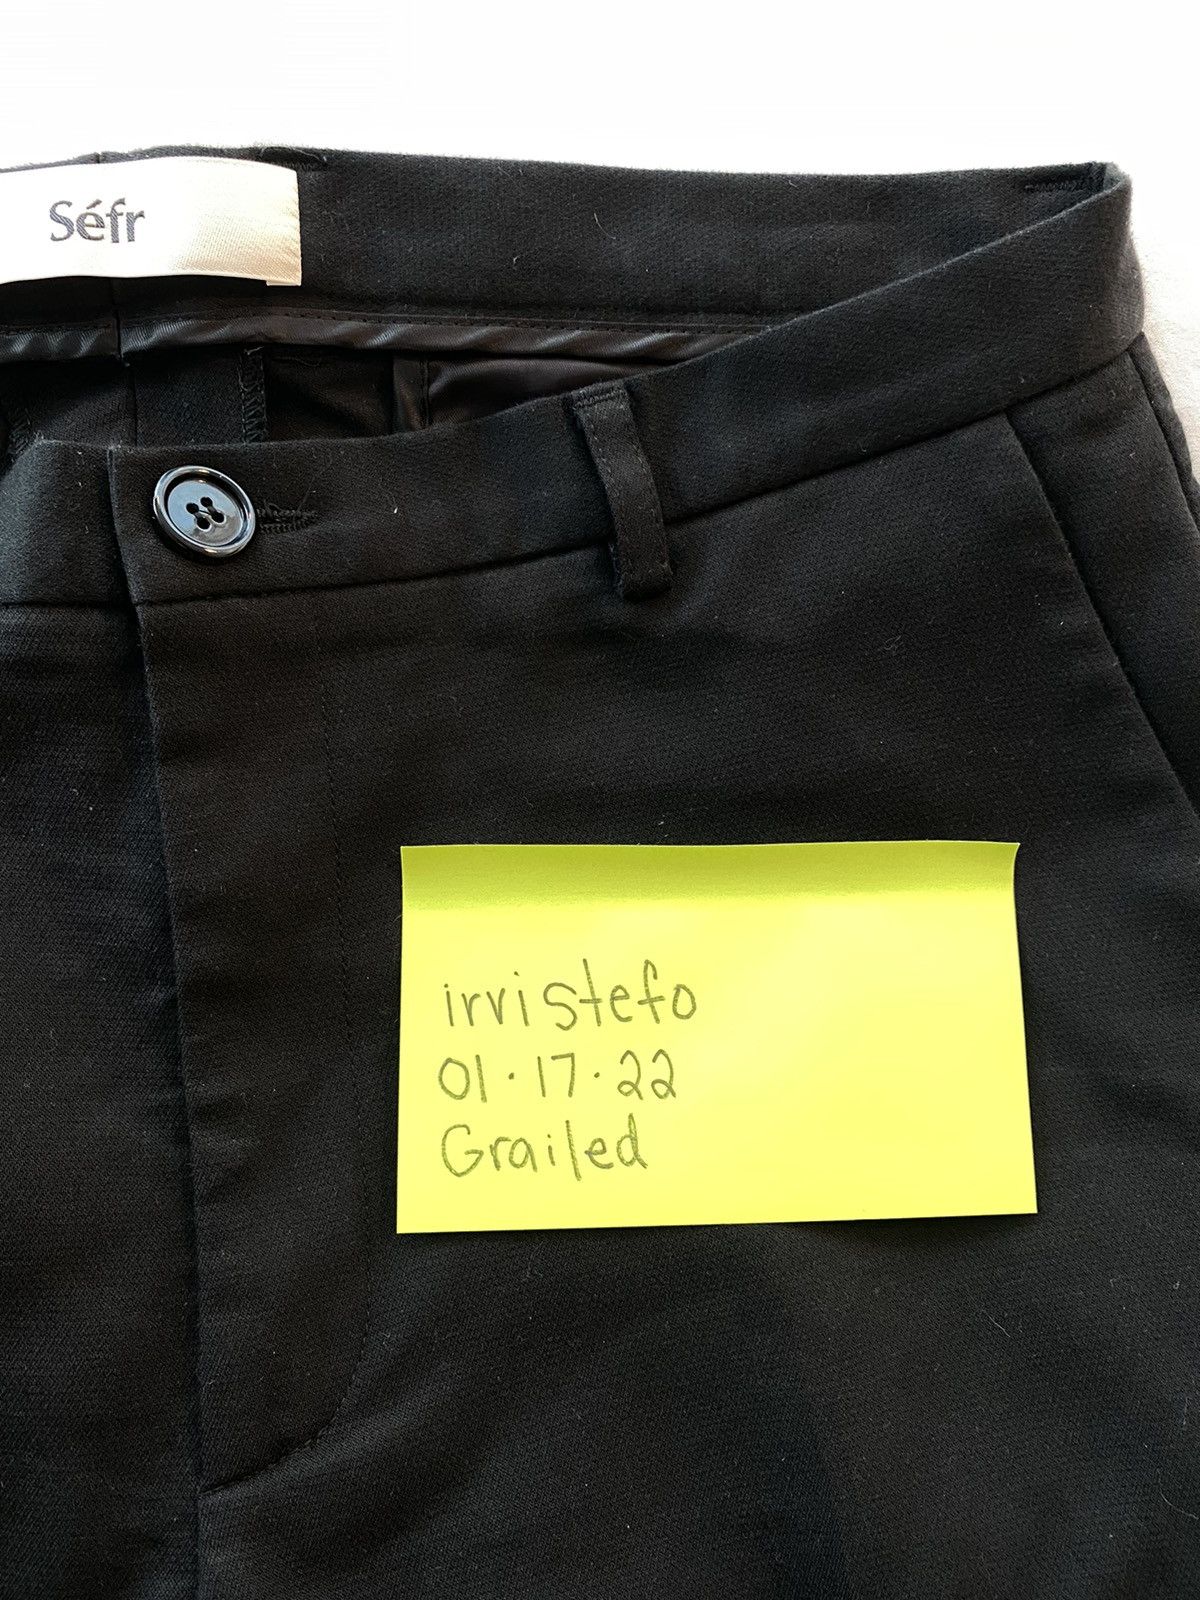 Séfr
irvistefo
01.17.22
Grailed